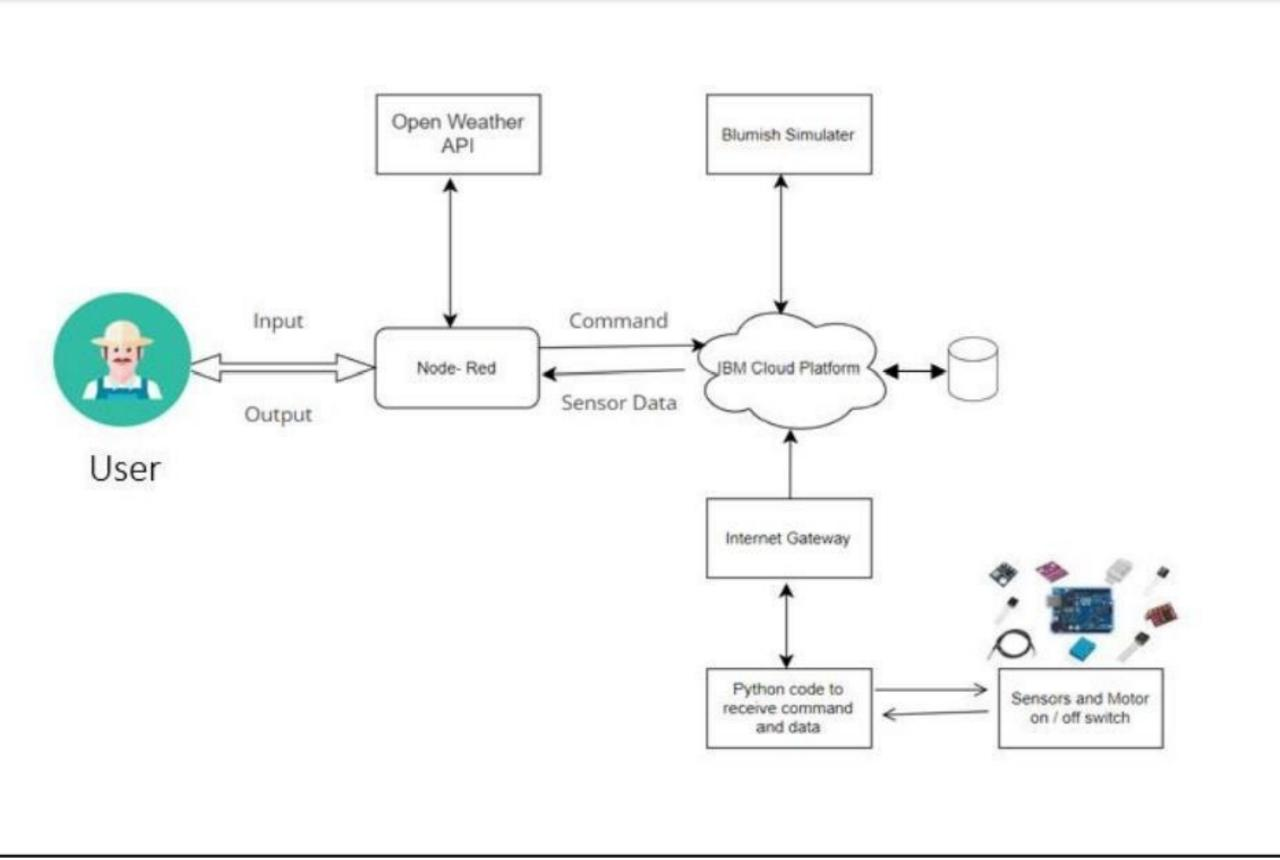 Open Weather
API
Blumish Simulater
Input
Command
Node- Red
IBM Cloud Platform
Output
Sensor Data
User
Internet Gateway
Python code to
receive command
and data
Sensors and Motor
on / off switch